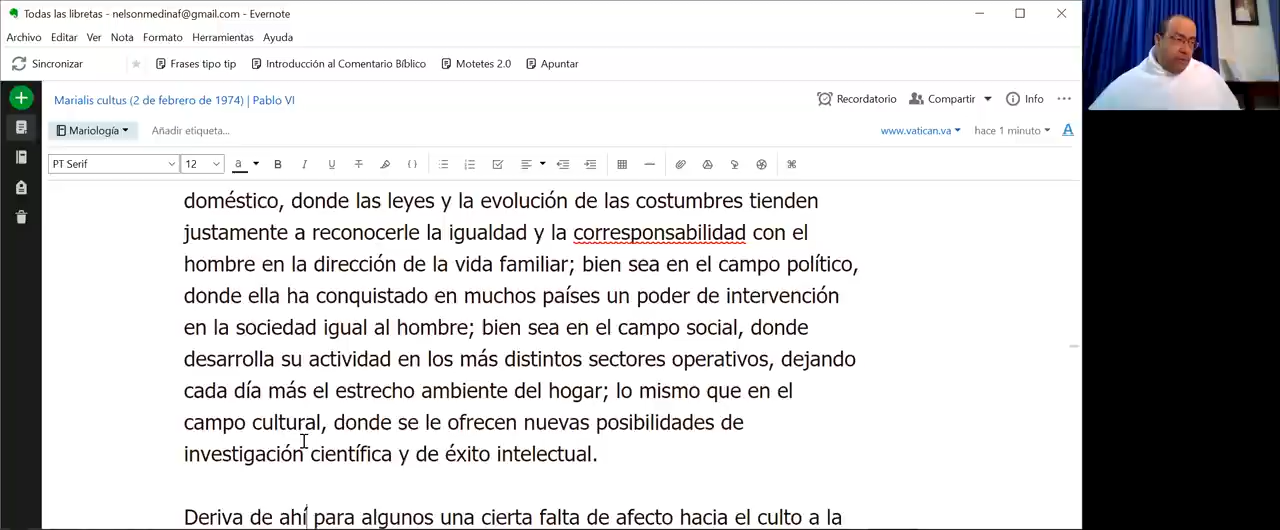 Todas las libretas - nelsonmedinaf@gmail.com - Evernote
Archivo Editar Ver Nota Formato Herramientas Ayuda
Sincronizar Frases tipo tip Introducción al Comentario Bíblico Motetes 2.0 Apuntar
Marialis cultus (2 de febrero de 1974) | Pablo VI Recordatorio Compartir Info
Mariología Añadir etiqueta... www.vatican.va hace 1 minuto A
PT Serif 12 a B I U T
doméstico, donde las leyes y la evolución de las costumbres tienden
justamente a reconocerle la igualdad y la corresponsabilidad con el
hombre en la dirección de la vida familiar; bien sea en el campo político,
donde ella ha conquistado en muchos países un poder de intervención
en la sociedad igual al hombre; bien sea en el campo social, donde
desarrolla su actividad en los más distintos sectores operativos, dejando
cada día más el estrecho ambiente del hogar; lo mismo que en el
campo cultural, donde se le ofrecen nuevas posibilidades de
investigación científica y de éxito intelectual.
Deriva de ahí para algunos una cierta falta de afecto hacia el culto a la